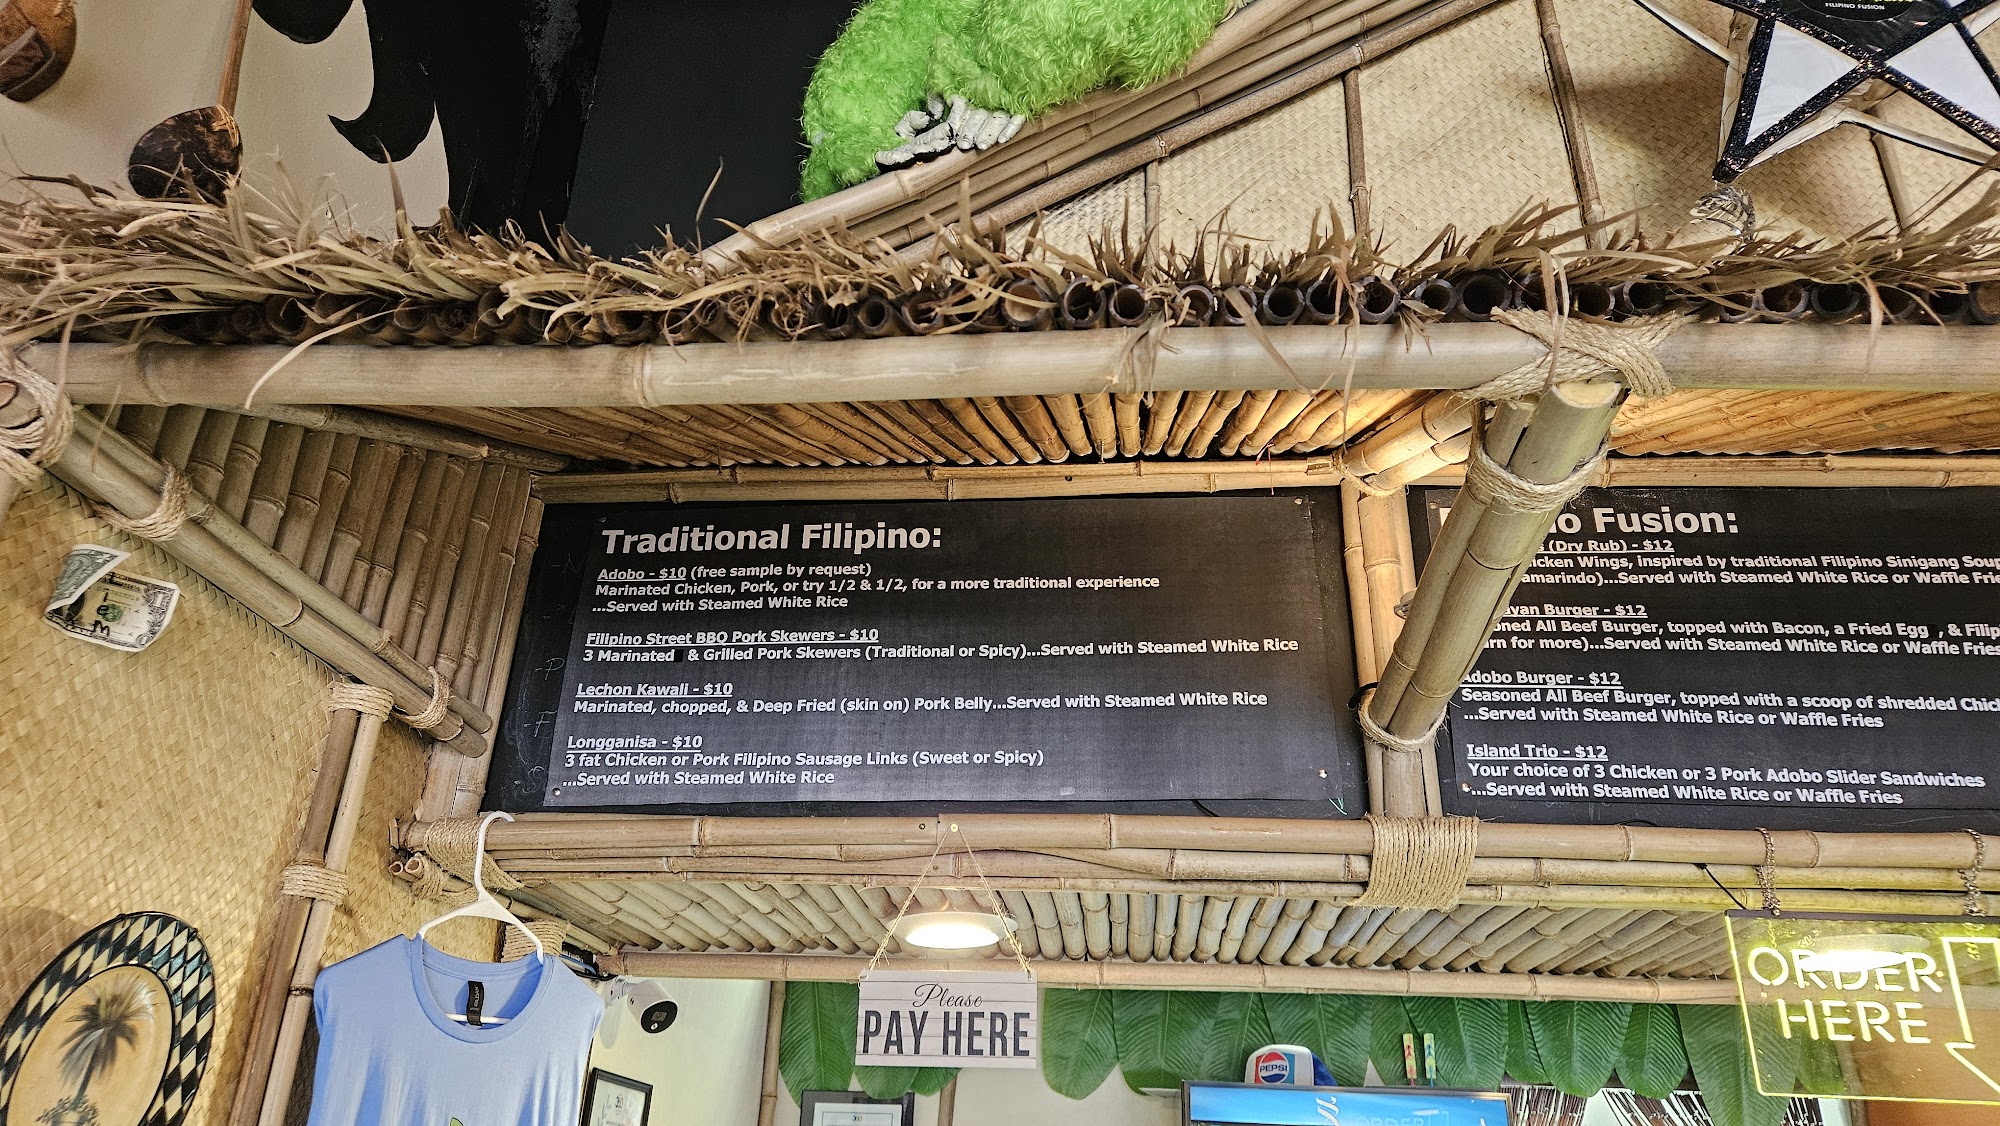 FILIPINO FUSION
Traditional Filipino:
Adobo - $10 (free sample by request)
Marinated Chicken, Pork, or try 1/2 & 1/2, for a more traditional experience
...Served with Steamed White Rice
Filipino Street BBQ Pork Skewers - $10
3 Marinated & Grilled Pork Skewers (Traditional or Spicy)...Served with Steamed White Rice
Lechon Kawali - $10
Marinated, chopped, & Deep Fried (skin on) Pork Belly...Served with Steamed White Rice
Longganisa - $10
3 fat Chicken or Pork Filipino Sausage Links (Sweet or Spicy)
...Served with Steamed White Rice
Fusion:
(Dry Rub) - $12
Wings, inspired by traditional Filipino Sinigang Soup
...Served with Steamed White Rice or Waffle Fries
Burger - $12
All Beef Burger, topped with Bacon, a Fried Egg, &
for more)...Served with Steamed White Rice or Waffle Fries
Adobo Burger - $12
Seasoned All Beef Burger, topped with a scoop of shredded
...Served with Steamed White Rice or Waffle Fries
Island Trio - $12
Your choice of 3 Chicken or 3 Pork Adobo Slider Sandwiches
...Served with Steamed White Rice or Waffle Fries
Please
PAY HERE
ORDER
HERE
PEPSI